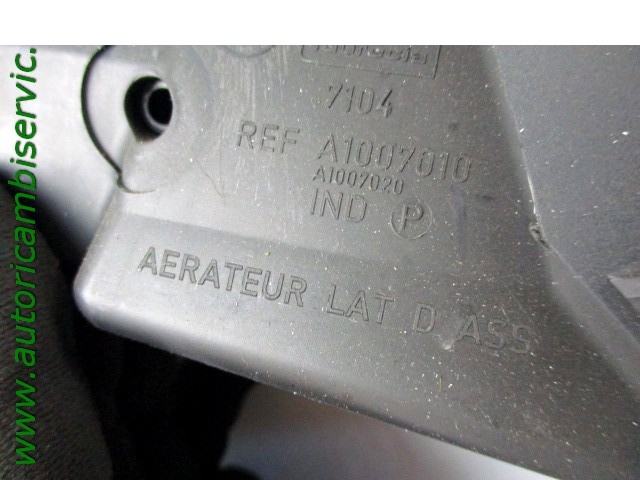 7104
REF A1007010
A1007020
IND P
AERATEUR LAT D ASS
www.autoricambiservic.